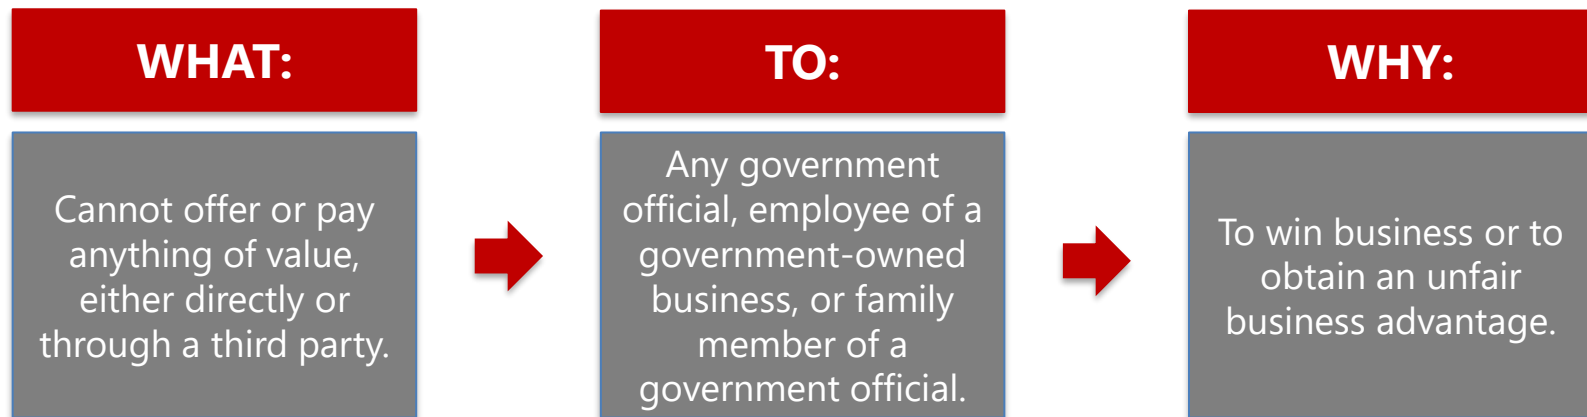 WHAT:
Cannot offer or pay
anything of value,
either directly or
through a third party.
TO:
Any government
official, employee of a
government-owned
business, or family
member of a
government official.
WHY:
To win business or to
obtain an unfair
business advantage.